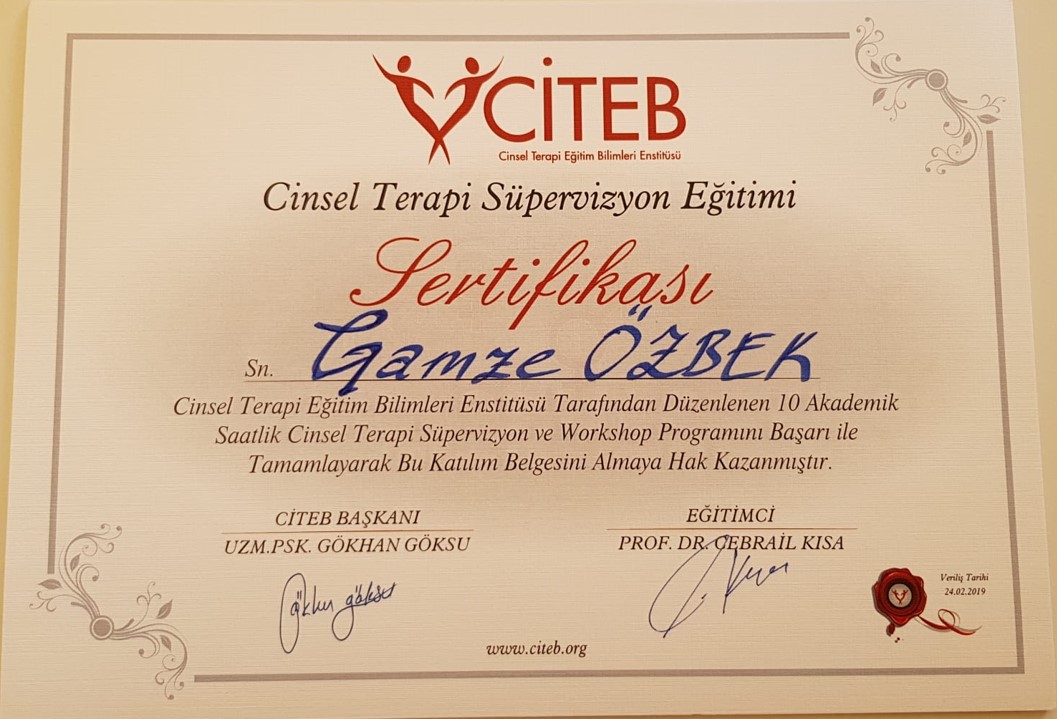 CİTEB
Cinsel Terapi Eğitim Bilimleri Enstitüsü
Cinsel Terapi Süpervizyon Eğitimi
Sertifikası
Sn. Gamze ÖZBEK
Cinsel Terapi Eğitim Bilimleri Enstitüsü Tarafından Düzenlenen 10 Akademik
Saatlik Cinsel Terapi Süpervizyon ve Workshop Programını Başarı ile
Tamamlayarak Bu Katılım Belgesini Almaya Hak Kazanmıştır.
CİTEB BAŞKANI
UZM.PSK. GÖKHAN GÖKSU
EĞİTİMCİ
PROF. DR. CEBRAİL KISA
Gökhan göksu
Veriliş Tarihi
24.02.2019
www.citeb.org